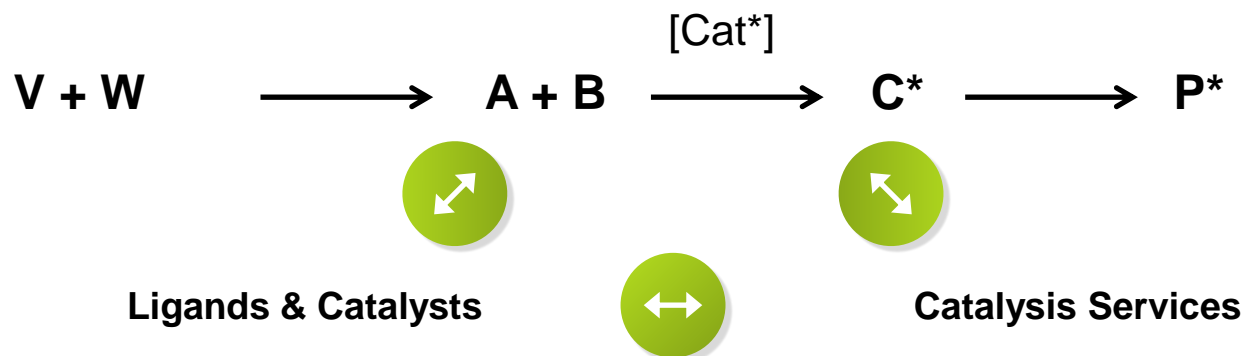 [Cat*]
V + W A + B C* P*
Ligands & Catalysts Catalysis Services